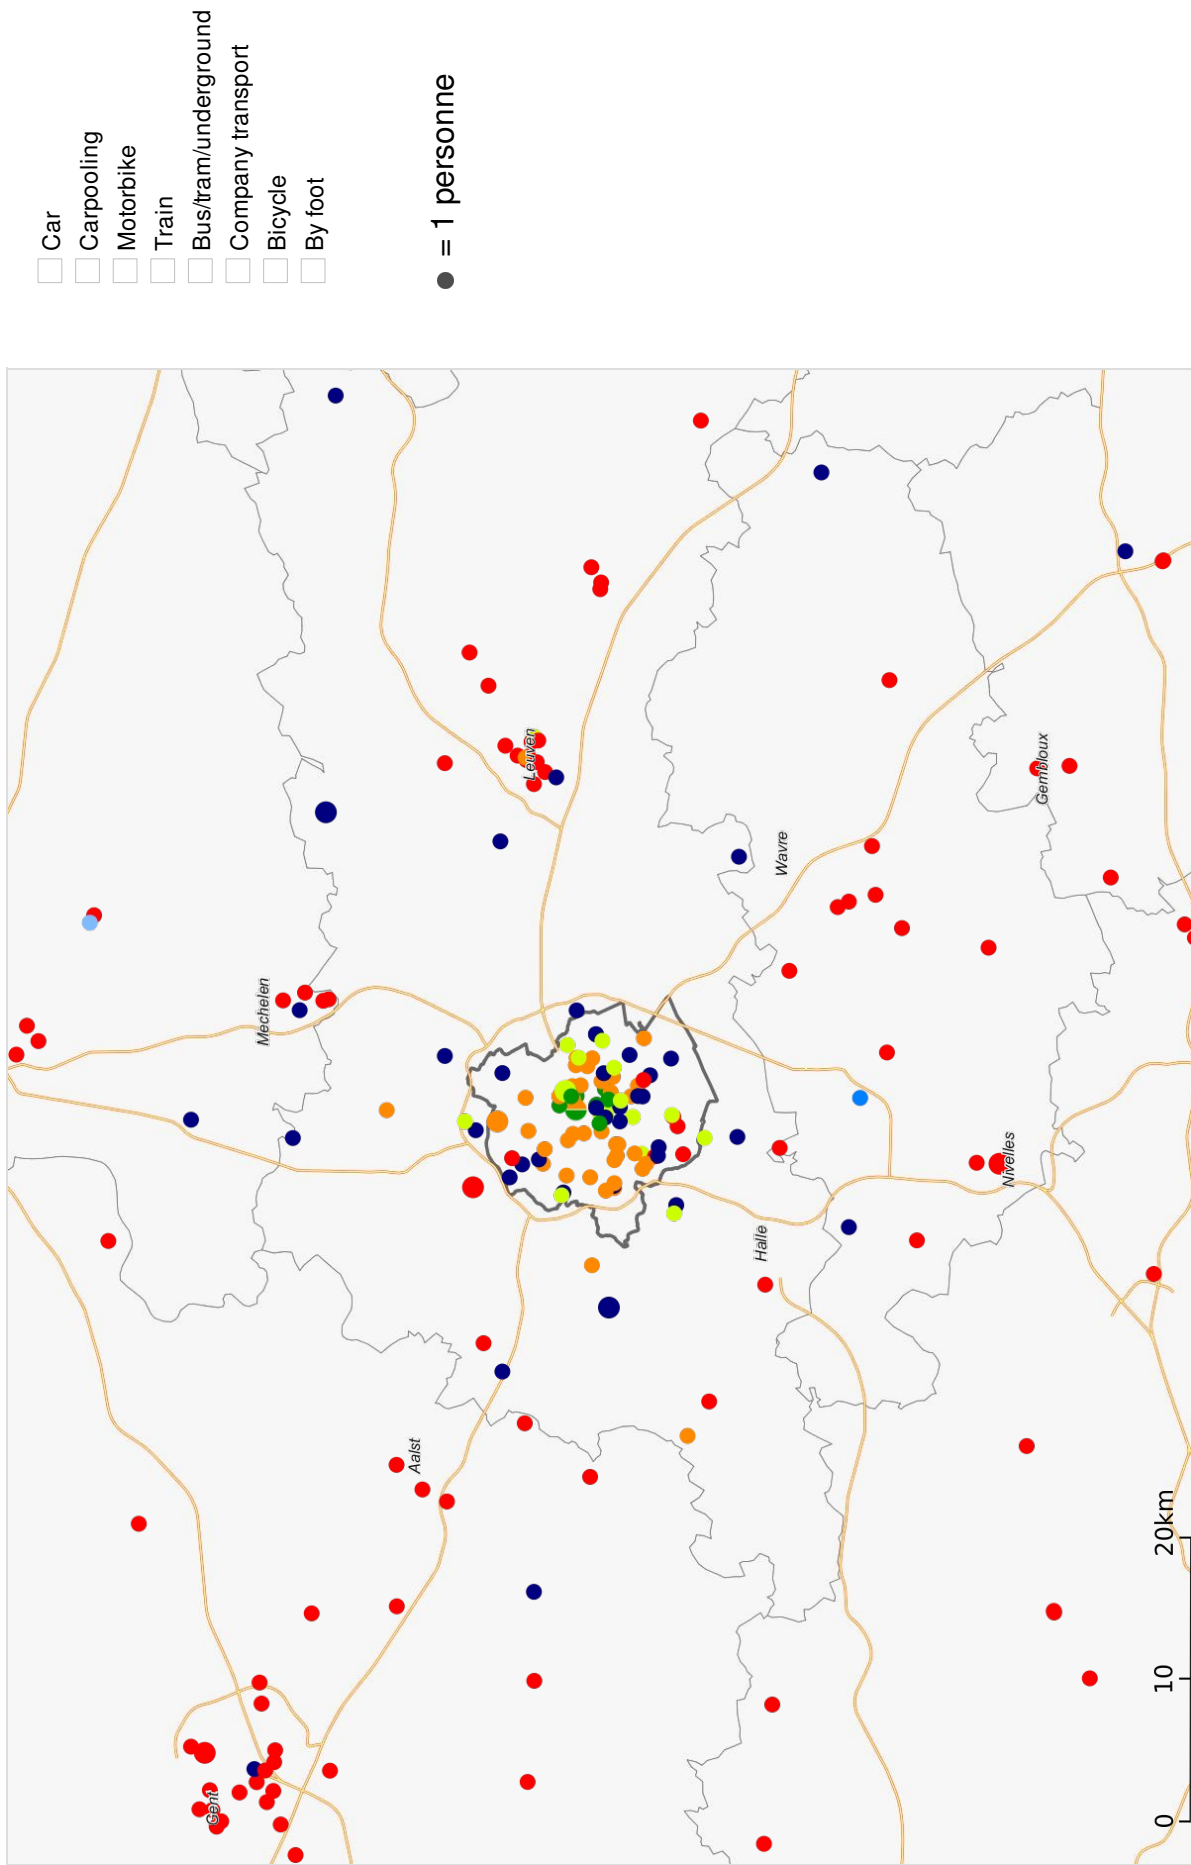 Car
Carpooling
Motorbike
Train
Bus/tram/underground
Company transport
Bicycle
By foot
= 1 personne
Mechelen
Leuven
Wavre
Gembloux
Nivelles
Halle
Aalst
Gent
0 10 20km